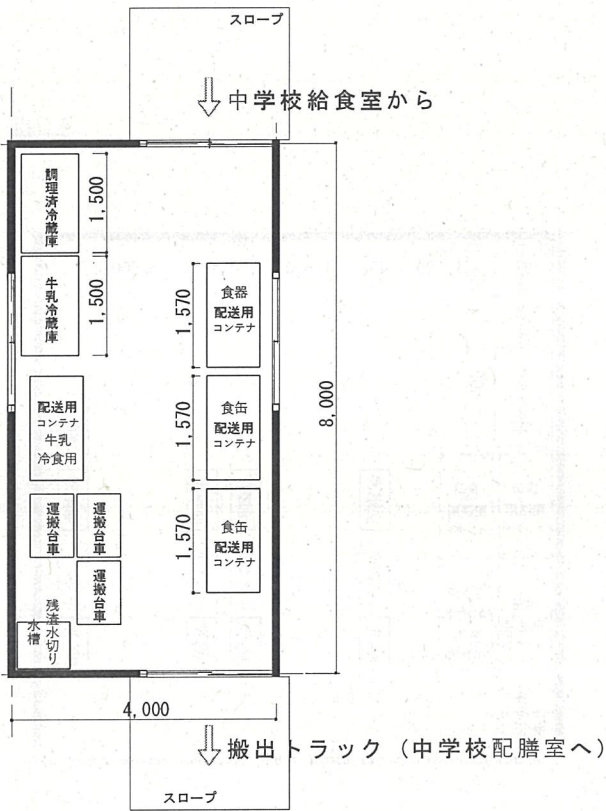 スロープ
中学校給食室から
調理済冷蔵庫
1,500
牛乳冷蔵庫
1,500
食器
配送用
コンテナ
1,570
配送用
コンテナ
牛乳
冷食用
食缶
配送用
コンテナ
1,570
8,000
運搬台車
運搬台車
食缶
配送用
コンテナ
1,570
運搬台車
残渣水切り
水槽
4,000
搬出トラック（中学校配膳室へ）
スロープ